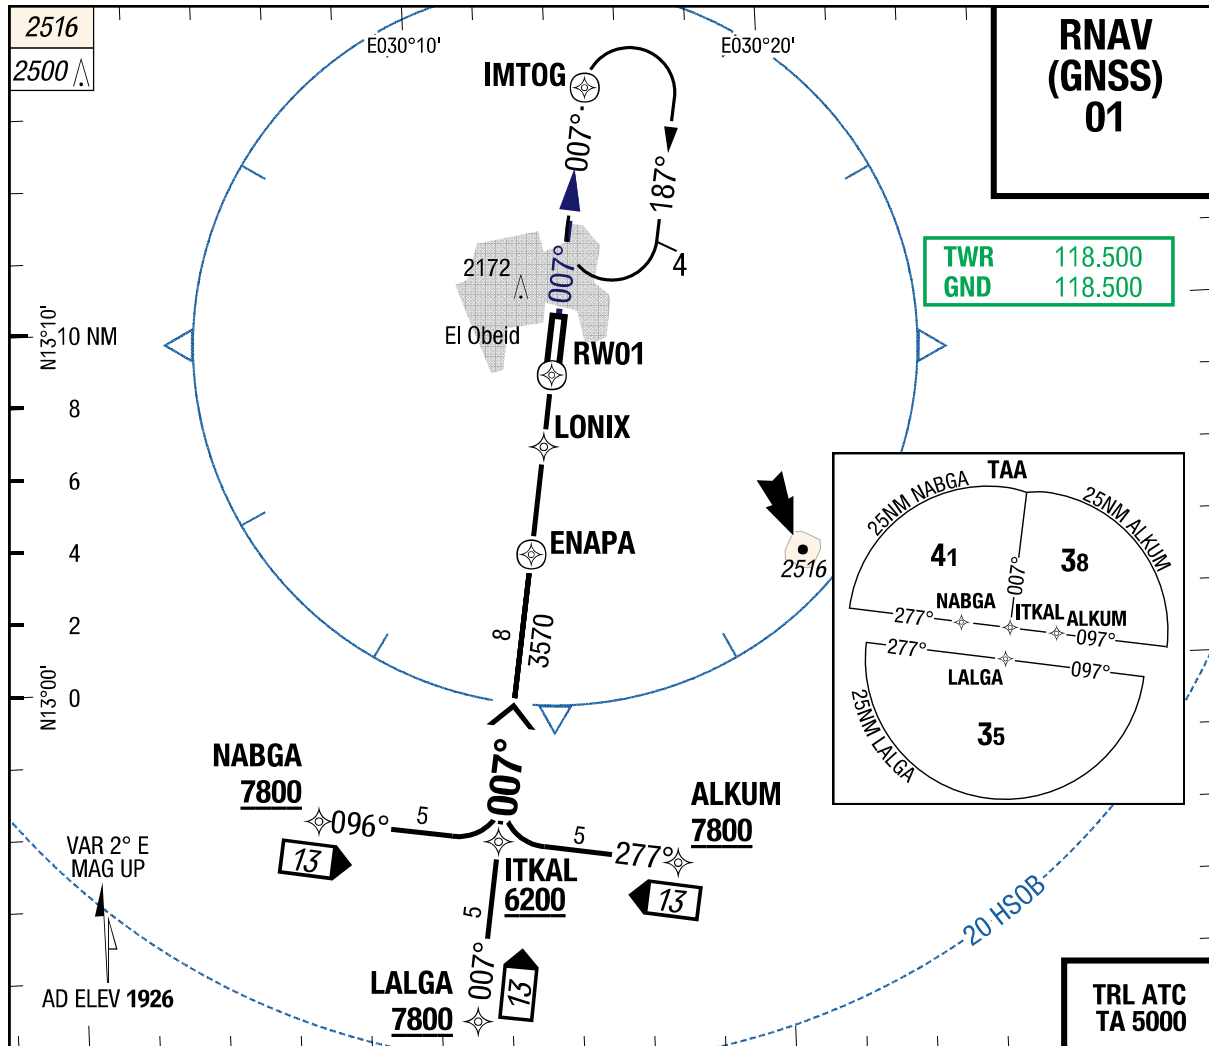 2516
2500
E030°10'
E030°20'
RNAV
(GNSS)
01
IMTOG
007°
187°
4
TWR 118.500
GND 118.500
2172
007°
El Obeid
N13°10'
10 NM
RW01
8
LONIX
6
4
ENAPA
2516
2
8
3570
N13°00'
0
TAA
25NM NABGA
25NM ALKUM
41
38
007°
NABGA
ITKAL
ALKUM
277°
097°
277°
097°
LALGA
35
25NM LALGA
NABGA
7800
007°
096°
5
13
ALKUM
7800
5
277°
13
ITKAL
6200
5
007°
13
LALGA
7800
VAR 2° E
MAG UP
AD ELEV 1926
20 HSOB
TRL ATC
TA 5000